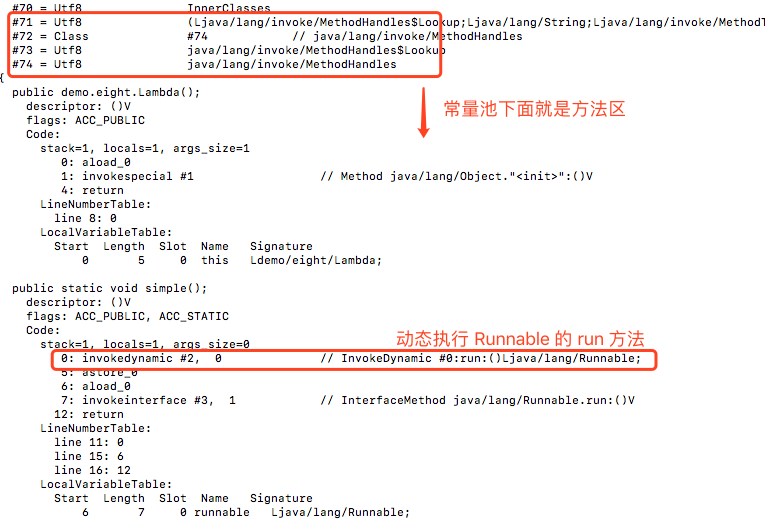 #70 = Utf8               InnerClasses
#71 = Utf8               (Ljava/lang/invoke/MethodHandles$Lookup;Ljava/lang/String;Ljava/lang/invoke/MethodT
#72 = Class              #74            // java/lang/invoke/MethodHandles
#73 = Utf8               java/lang/invoke/MethodHandles$Lookup
#74 = Utf8               java/lang/invoke/MethodHandles
{
常量池下面就是方法区
public demo.eight.Lambda();
descriptor: ()V
flags: ACC_PUBLIC
Code:
stack=1, locals=1, args_size=1
0: aload_0
1: invokespecial #1                  // Method java/lang/Object."<init>":()V
4: return
LineNumberTable:
line 8: 0
LocalVariableTable:
Start  Length  Slot  Name   Signature
0       5     0  this   Ldemo/eight/Lambda;
public static void simple();
descriptor: ()V
flags: ACC_PUBLIC, ACC_STATIC
Code:
动态执行 Runnable 的 run 方法
stack=1, locals=1, args_size=0
0: invokedynamic #2,  0              // InvokeDynamic #0:run:()Ljava/lang/Runnable;
5: astore_0
6: aload_0
7: invokeinterface #3,  1            // InterfaceMethod java/lang/Runnable.run:()V
12: return
LineNumberTable:
line 11: 0
line 15: 6
line 16: 12
LocalVariableTable:
Start  Length  Slot  Name   Signature
6       7     0 runnable   Ljava/lang/Runnable;